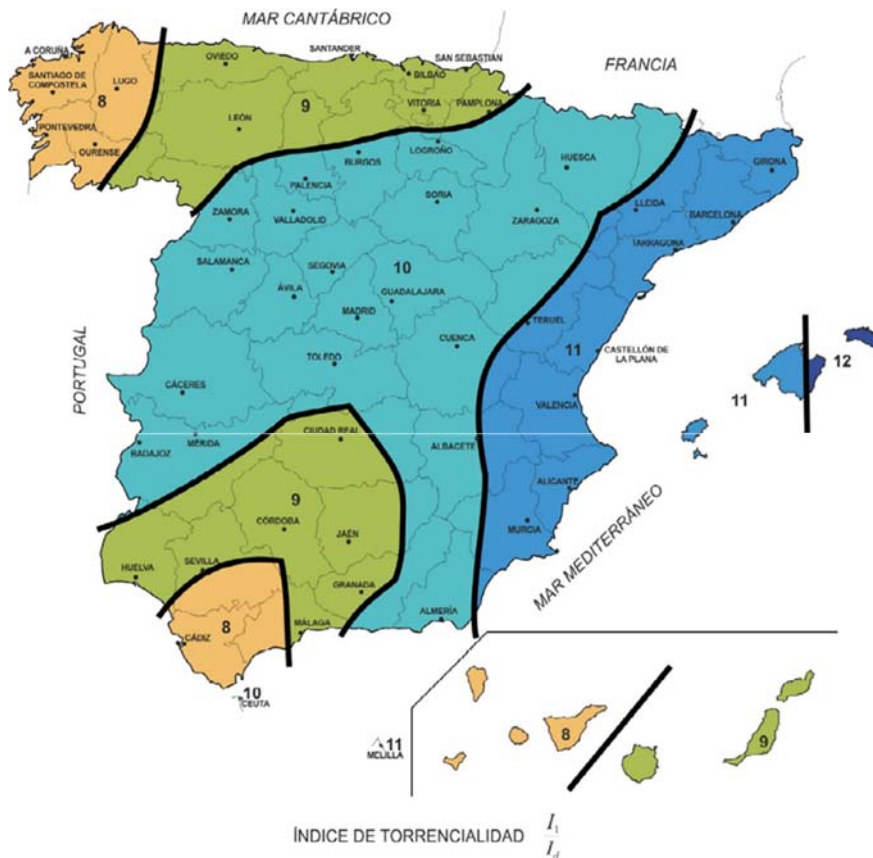 MAR CANTÁBRICO
A CORUÑA
OVIEDO
SANTANDER
SAN SEBASTIÁN
FRANCIA
SANTIAGO DE
COMPOSTELA
LUGO
8
BILBAO
9
VITORIA
PAMPLONA
LEÓN
PONTEVEDRA
OURENSE
BURGOS
LOGROÑO
HUESCA
GIRONA
PALENCIA
SORIA
LLEIDA
ZAMORA
VALLADOLID
ZARAGOZA
BARCELONA
TARRAGONA
SALAMANCA
SEGOVIA
10
ÁVILA
GUADALAJARA
MADRID
TERUEL
PORTUGAL
CUENCA
11
CASTELLÓN DE
LA PLANA
12
TOLEDO
CÁCERES
VALENCIA
11
MÉRIDA
BADAJOZ
CIUDAD REAL
ALBACETE
ALICANTE
9
CÓRDOBA
MURCIA
JAÉN
MAR MEDITERRÁNEO
HUELVA
SEVILLA
GRANADA
ALMERÍA
8
CÁDIZ
MÁLAGA
10
CEUTA
11
MELILLA
8
9
ÍNDICE DE TORRENCIALIDAD I₁/I_d